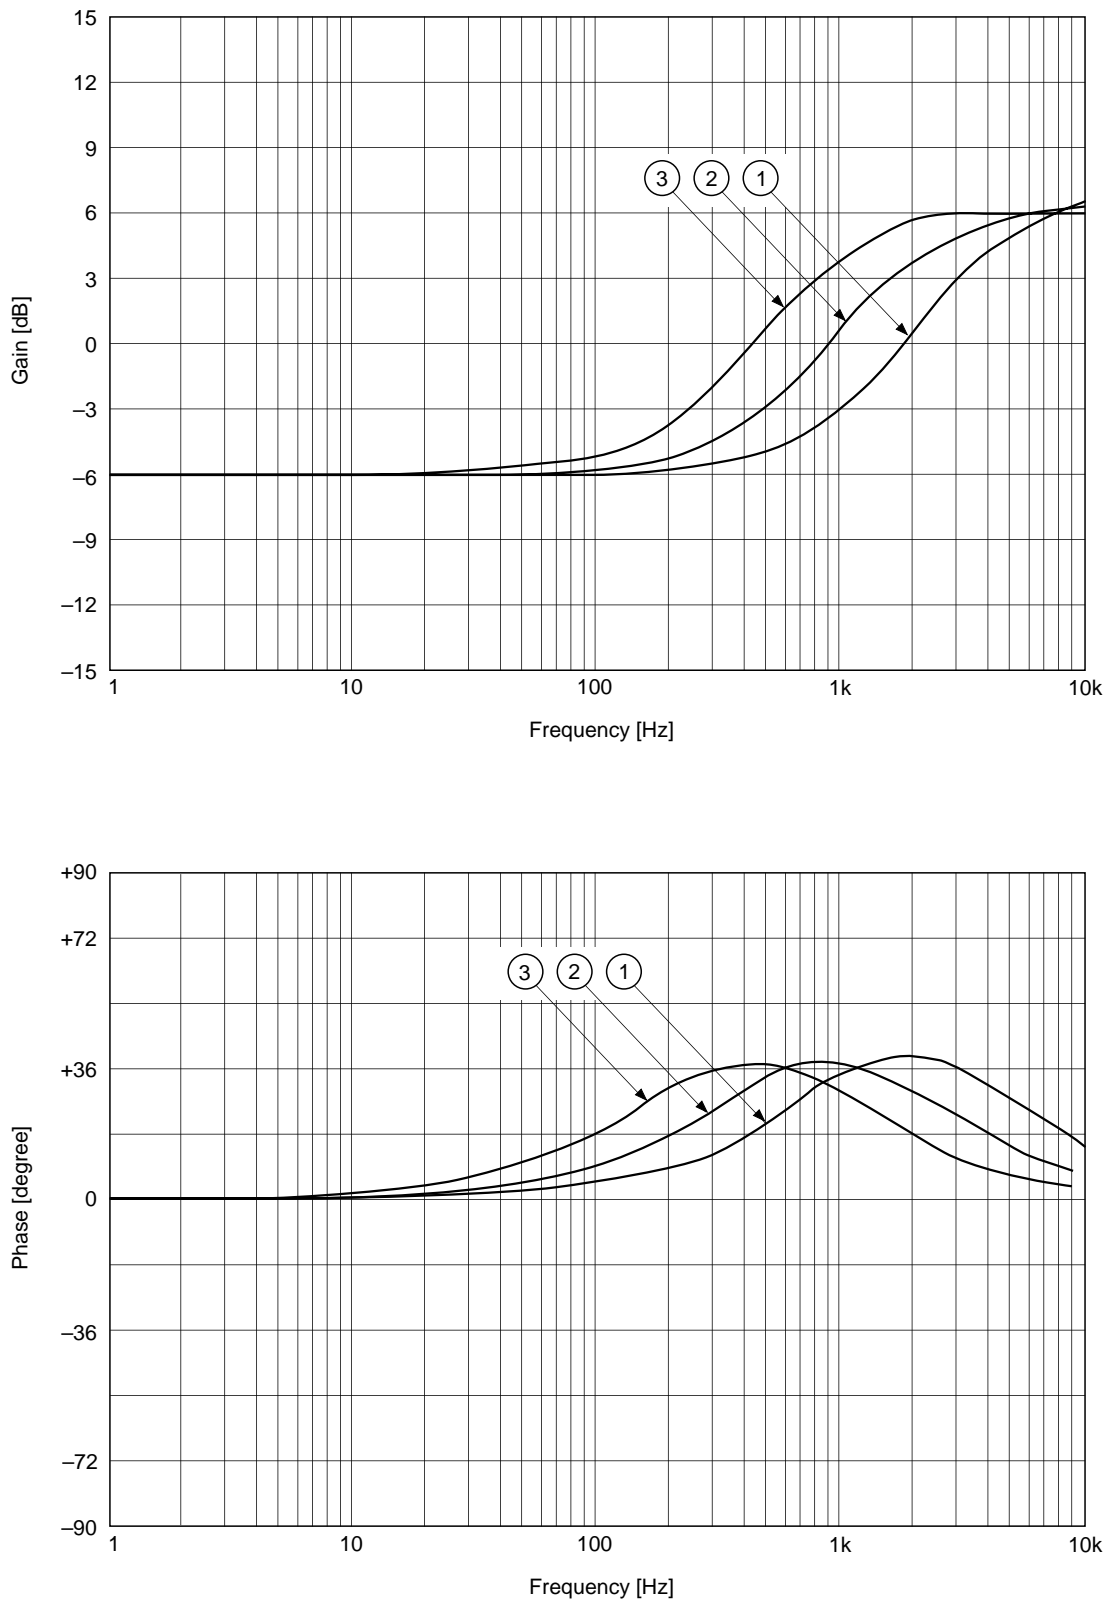 15
12
9
6
3
0
–3
–6
–9
–12
–15
Gain [dB]
3 2 1
1 10 100 1k 10k
Frequency [Hz]
+90
+72
+36
0
–36
–72
–90
Phase [degree]
3 2 1
1 10 100 1k 10k
Frequency [Hz]